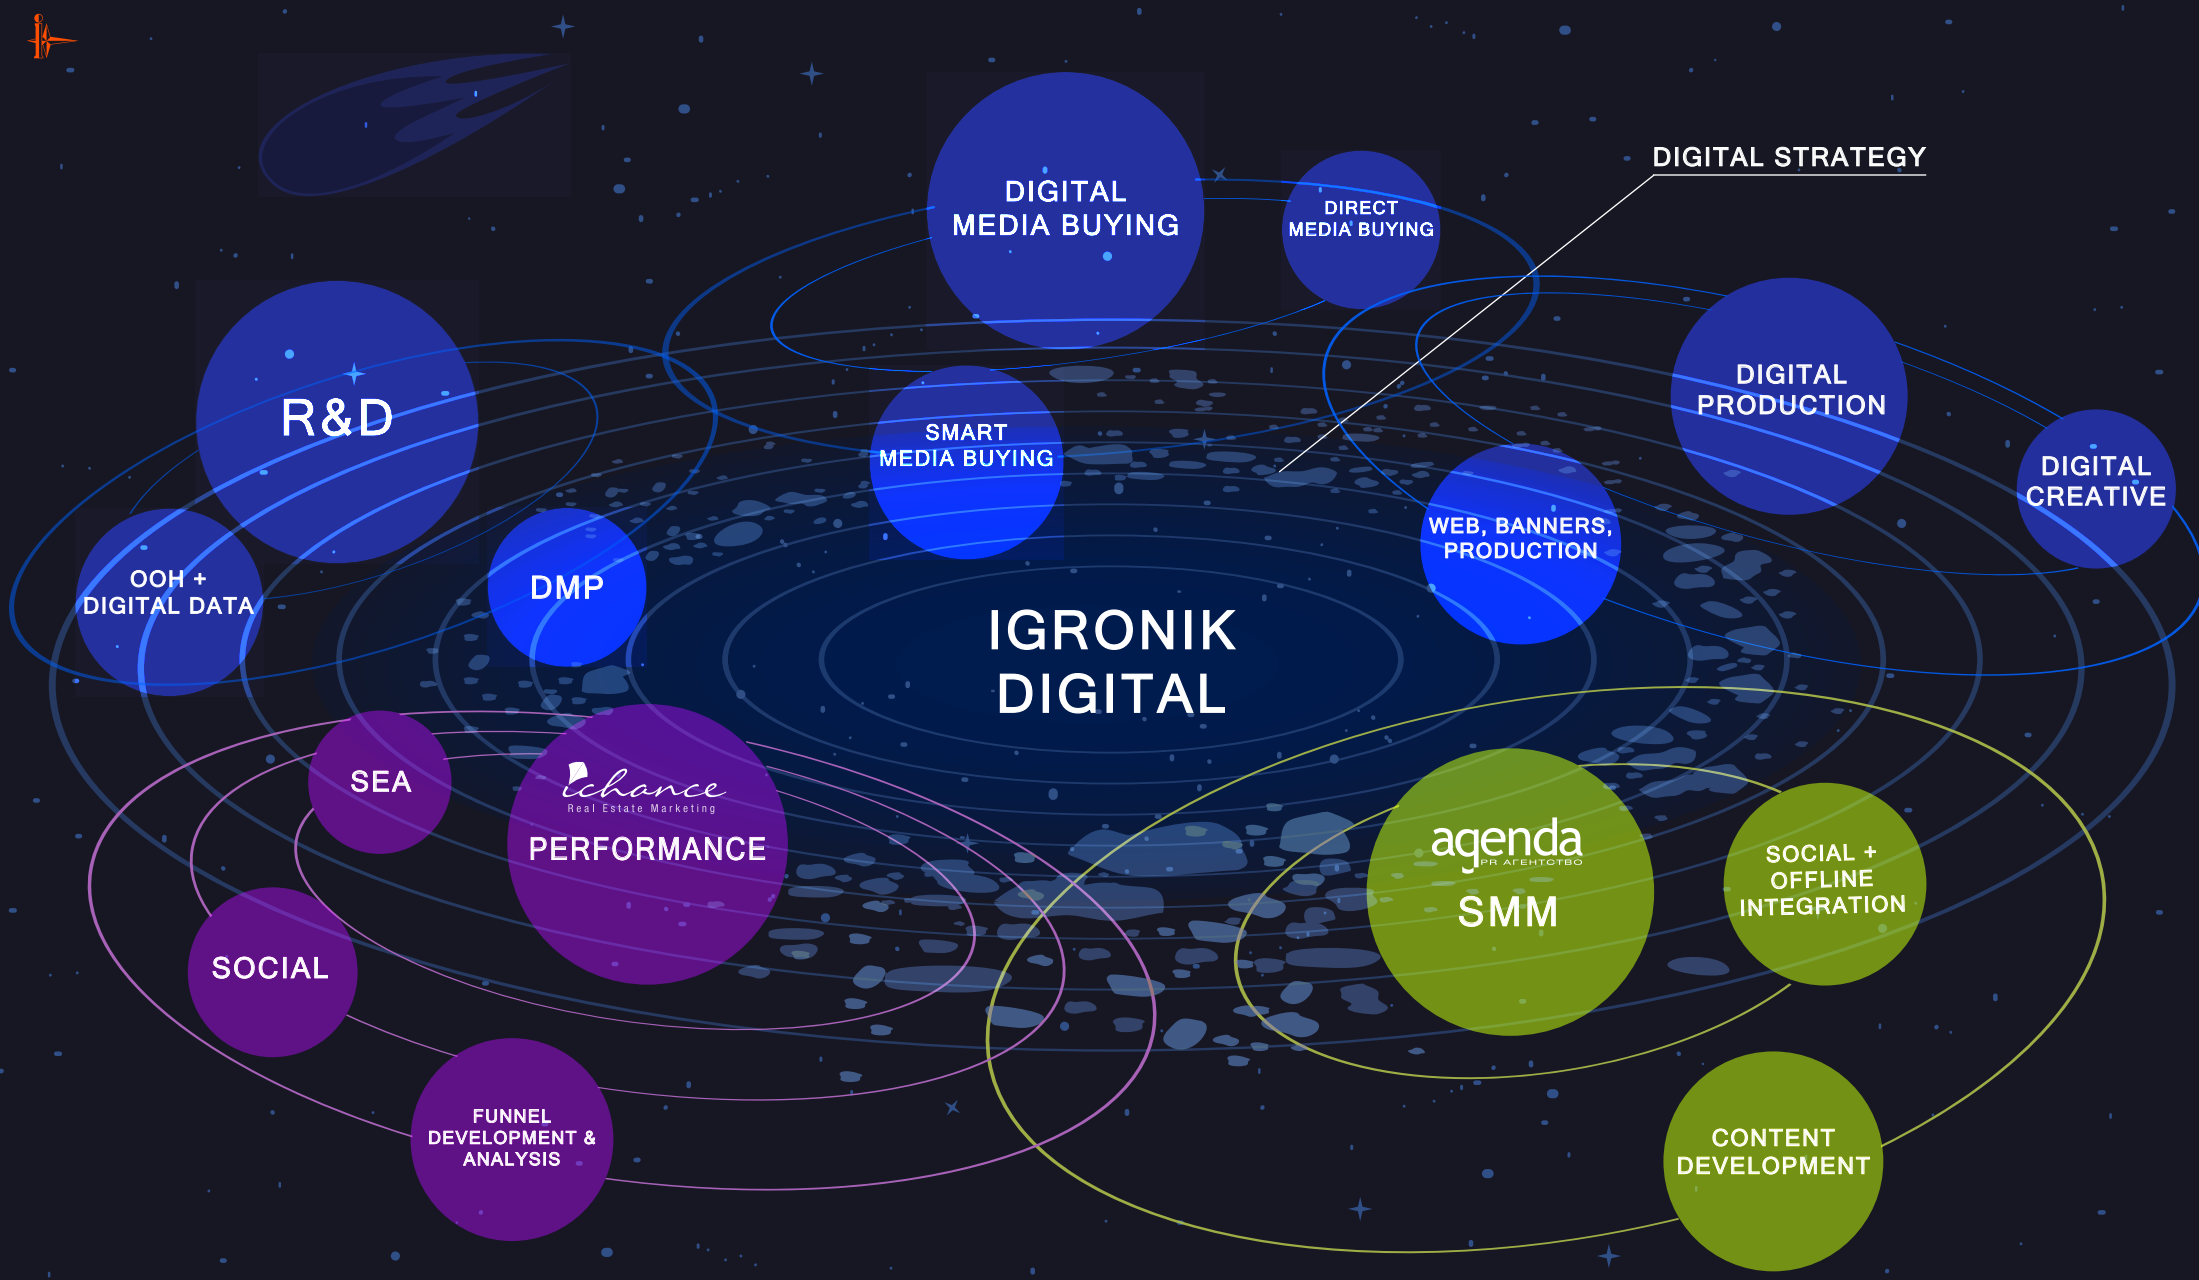 DIGITAL STRATEGY
DIGITAL
MEDIA BUYING
DIRECT
MEDIA BUYING
R&D
SMART
MEDIA BUYING
DIGITAL
PRODUCTION
DIGITAL
CREATIVE
OOH +
DIGITAL DATA
DMP
WEB, BANNERS,
PRODUCTION
IGRONIK
DIGITAL
SEA
ichance
Real Estate Marketing
PERFORMANCE
agenda
PR АГЕНТСТВО
SMM
SOCIAL +
OFFLINE
INTEGRATION
SOCIAL
FUNNEL
DEVELOPMENT &
ANALYSIS
CONTENT
DEVELOPMENT